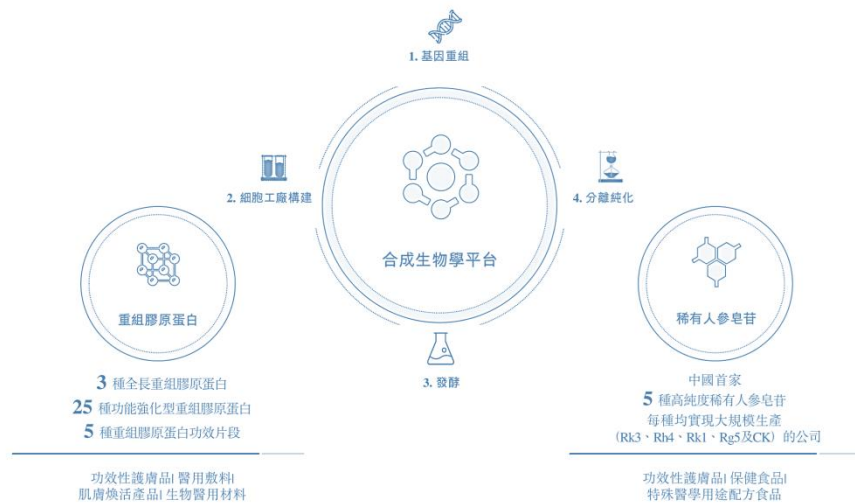 1. 基因重組
2. 細胞工廠構建
4. 分離純化
合成生物學平台
3. 發酵
重組膠原蛋白
3 種全長重組膠原蛋白
25 種功能強化型重組膠原蛋白
5 種重組膠原蛋白功效片段
功效性護膚品| 醫用敷料|
肌膚煥活產品| 生物醫用材料
稀有人參皂苷
中國首家
5 種高純度稀有人參皂苷
每種均實現大規模生產
(Rk3、Rh4、Rk1、Rg5及CK) 的公司
功效性護膚品| 保健食品|
特殊醫學用途配方食品